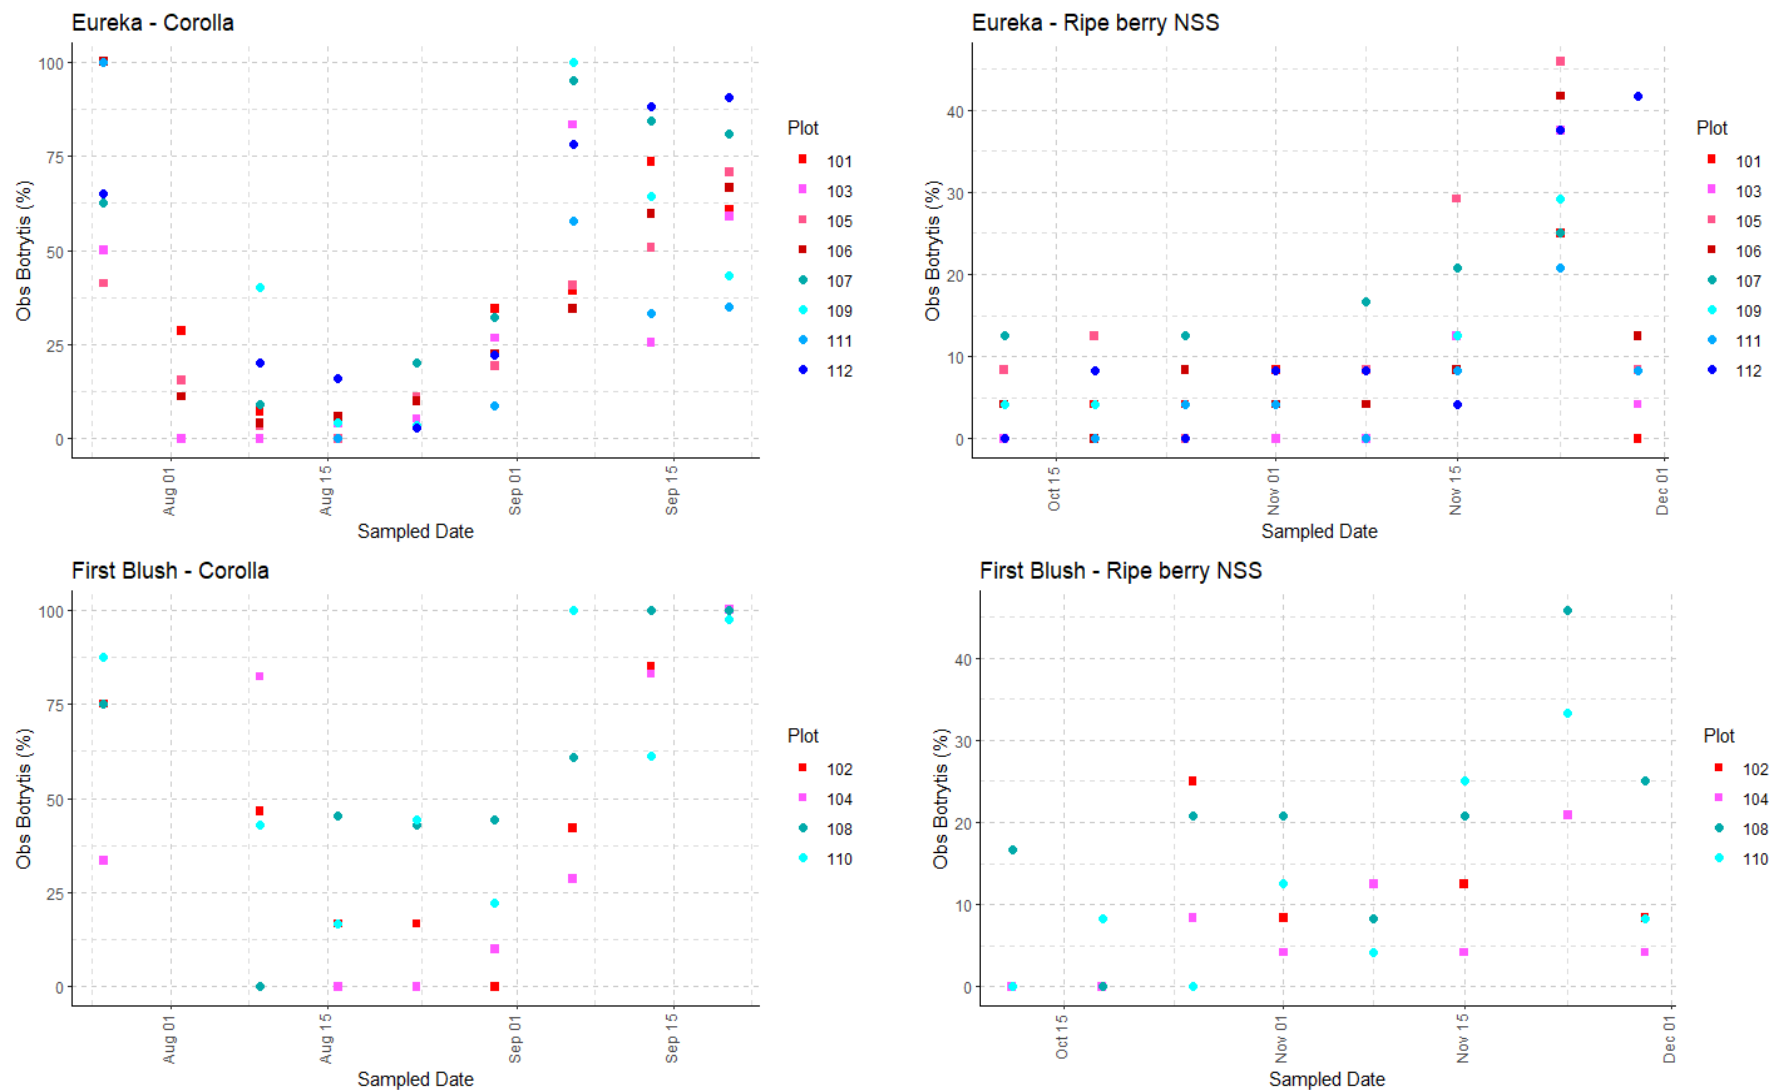 Eureka - Corolla
Obs Botrytis (%)
100
75
50
25
0
Aug 01
Aug 15
Sep 01
Sep 15
Sampled Date
Plot
101
103
105
106
107
109
111
112
Eureka - Ripe berry NSS
Obs Botrytis (%)
40
30
20
10
0
Oct 15
Nov 01
Nov 15
Dec 01
Sampled Date
Plot
101
103
105
106
107
109
111
112
First Blush - Corolla
Obs Botrytis (%)
100
75
50
25
0
Aug 01
Aug 15
Sep 01
Sep 15
Sampled Date
Plot
102
104
108
110
First Blush - Ripe berry NSS
Obs Botrytis (%)
40
30
20
10
0
Oct 15
Nov 01
Nov 15
Dec 01
Sampled Date
Plot
102
104
108
110